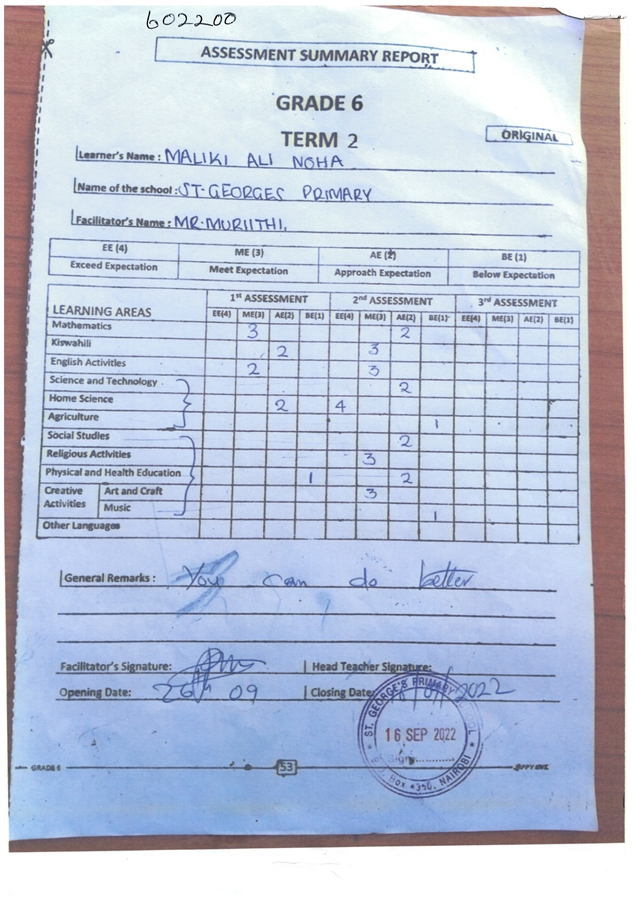 602200
ASSESSMENT SUMMARY REPORT
GRADE 6
TERM 2
ORIGINAL
Learner's Name : MALIKI ALI NOHA
Name of the school : ST-GEORGES PRIMARY
Facilitator's Name : MR-MURIITHI.
EE (4) ME (3) AE (2) BE (1)
Exceed Expectation Meet Expectation Approach Expectation Below Expectation
LEARNING AREAS 1st ASSESSMENT 2nd ASSESSMENT 3rd ASSESSMENT
EE(4) ME(3) AE(2) BE(1) EE(4) ME(3) AE(2) BE(1) EE(4) ME(3) AE(2) BE(1)
Mathematics 3 2
Kiswahili 2 3
English Activities 2 3
Science and Technology 2
Home Science 2 4
Agriculture 1
Social Studies 2
Religious Activities 3
Physical and Health Education 1 2
Creative Activities Art and Craft 3
Music
Other Languages 1
General Remarks : You can do better
Facilitator's Signature: Head Teacher Signature:
Opening Date: 26th 09 Closing Date: 2022
ST. GEORGE'S PRIMARY SCHOOL
16 SEP 2022
Sign
Box 4350, NAIROBI
GRADE 6 53